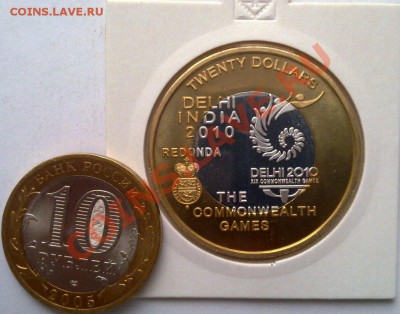 COINS.LAVE.RU
TWENTY DOLLARS
DELHI
INDIA
2010
REDONDA
DELHI 2010
XIX COMMONWEALTH GAMES
THE
COMMONWEALTH
GAMES
БАНК РОССИИ
10
РУБЛЕЙ
2005